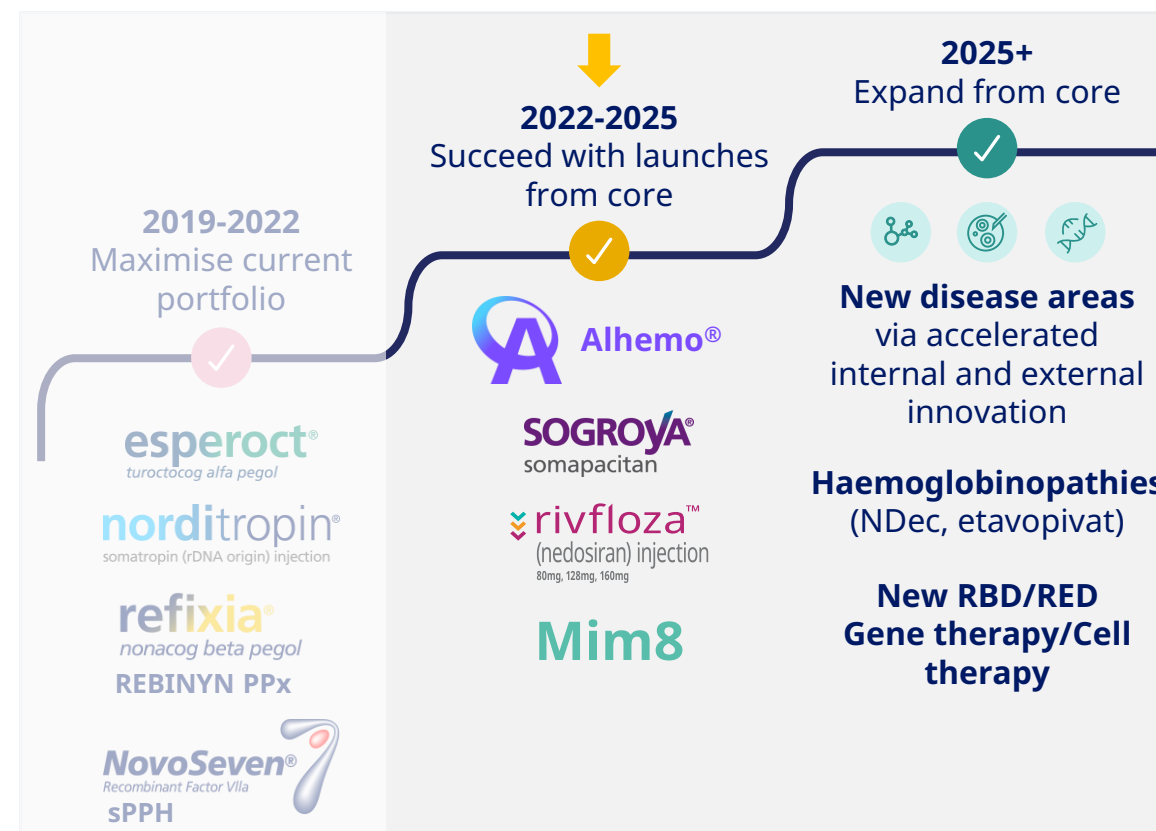 2019-2022
Maximise current
portfolio
esperoct®
turoctocog alfa pegol
norditropin®
somatropin (rDNA origin) injection
refixia®
nonacog beta pegol
REBINYN PPx
NovoSeven®
Recombinant Factor VIIa
sPPH
2022-2025
Succeed with launches
from core
Alhemo®
SOGROYA®
somapacitan
rivfloza™
(nedosiran) injection
80mg, 128mg, 160mg
Mim8
2025+
Expand from core
New disease areas
via accelerated
internal and external
innovation
Haemoglobinopathies
(NDec, etavopivat)
New RBD/RED
Gene therapy/Cell
therapy